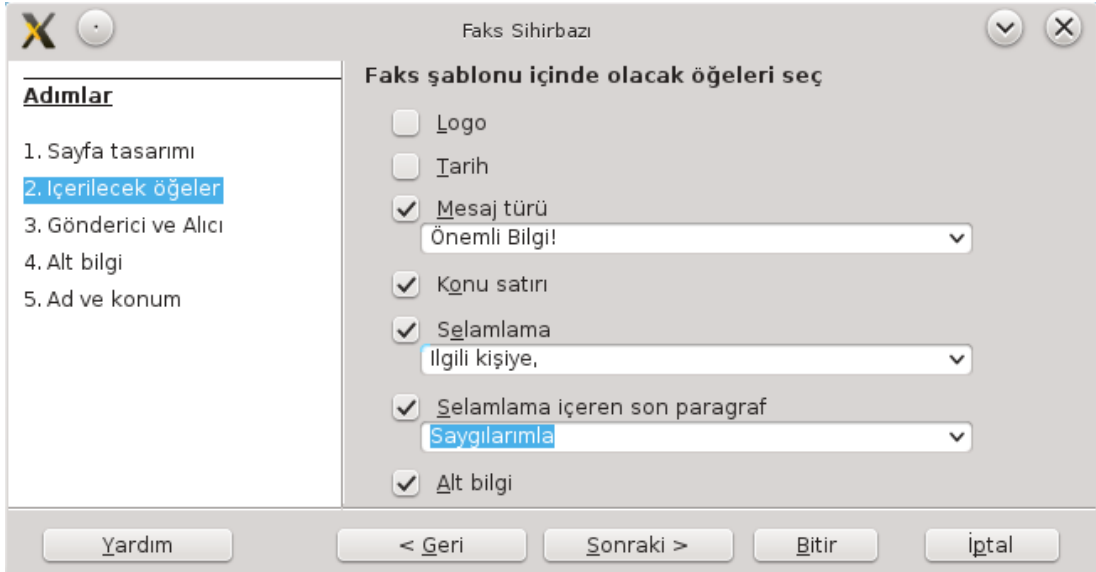 Faks Sihirbazı
Adımlar
1. Sayfa tasarımı
2. Içerilecek öğeler
3. Gönderici ve Alıcı
4. Alt bilgi
5. Ad ve konum
Faks şablonu içinde olacak öğeleri seç
Logo
Tarih
Mesaj türü
Önemli Bilgi!
Konu satırı
Selamlama
Ilgili kişiye,
Selamlama içeren son paragraf
Saygılarımla
Alt bilgi
Yardım
< Geri
Sonraki >
Bitir
İptal